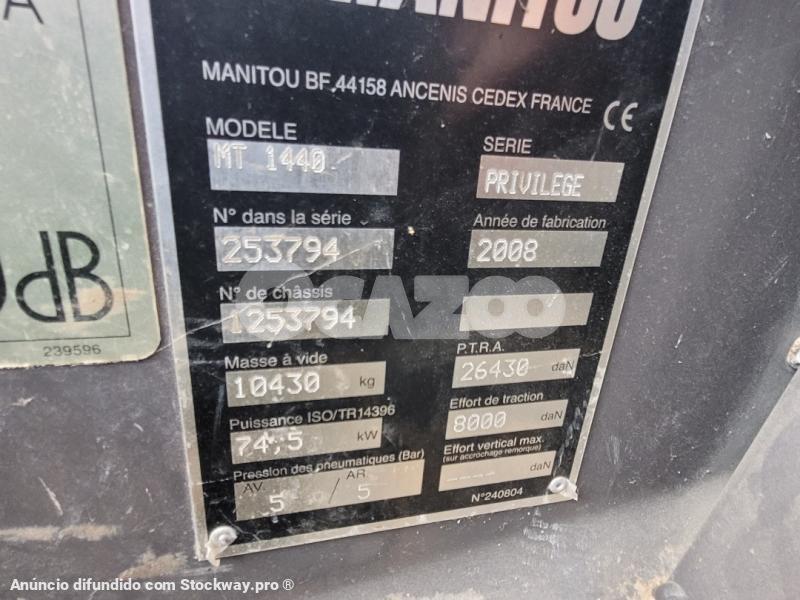 A
dB
239596
MANITOU
MANITOU BF.44158 ANCENIS CEDEX FRANCE CE
MODELE
MT 1440
SERIE
PRIVILEGE
N° dans la série
253794
Année de fabrication
2008
N° de châssis
1253794
Masse à vide
10430 kg
P.T.R.A.
26430 daN
Puissance ISO/TR14396
74,5 kW
Effort de traction
8000 daN
Pression des pneumatiques (Bar)
AV. 5 / AR. 5
Effort vertical max.
(sur accrochage remorque)
--- --- --- daN
N°240804
GAZOO
Anúncio difundido com o Stockway.pro ®